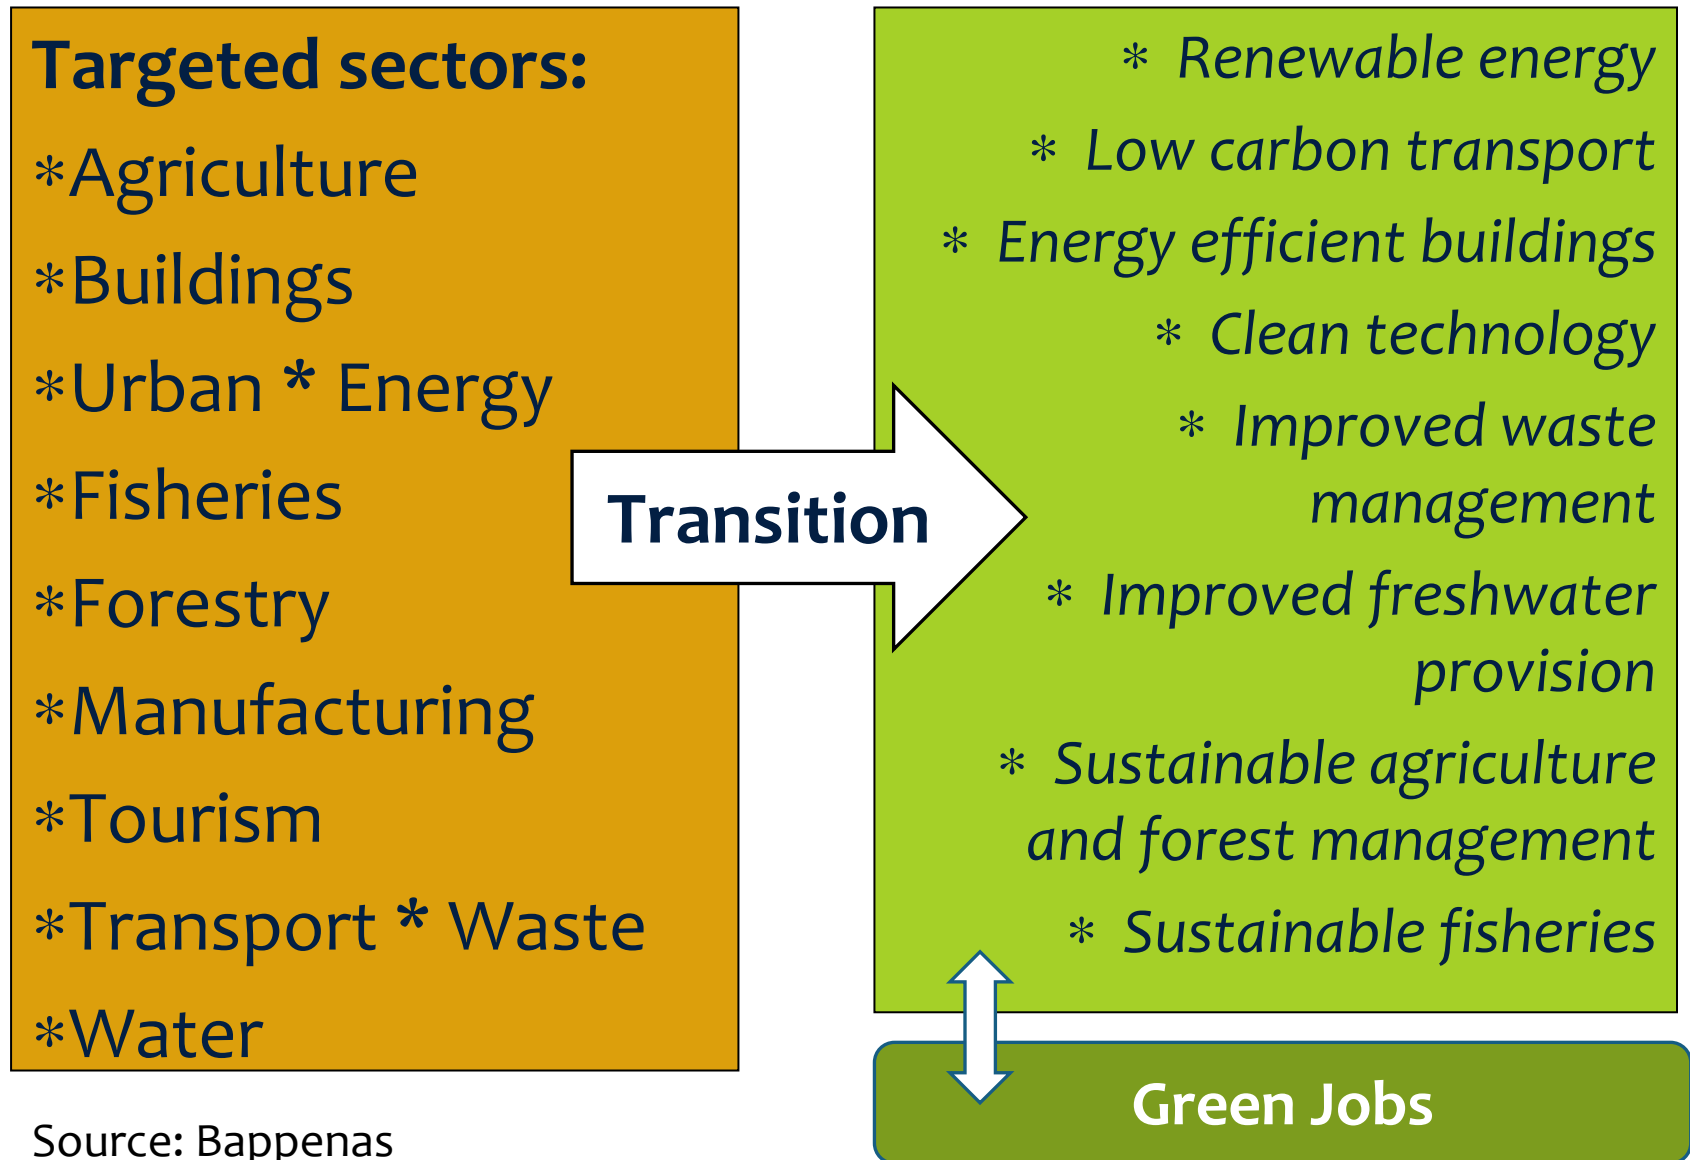 Targeted sectors:
*Agriculture
*Buildings
*Urban * Energy
*Fisheries
*Forestry
*Manufacturing
*Tourism
*Transport * Waste
*Water
Source: Bappenas
Transition
* Renewable energy
* Low carbon transport
* Energy efficient buildings
* Clean technology
* Improved waste
management
* Improved freshwater
provision
* Sustainable agriculture
and forest management
* Sustainable fisheries
Green Jobs